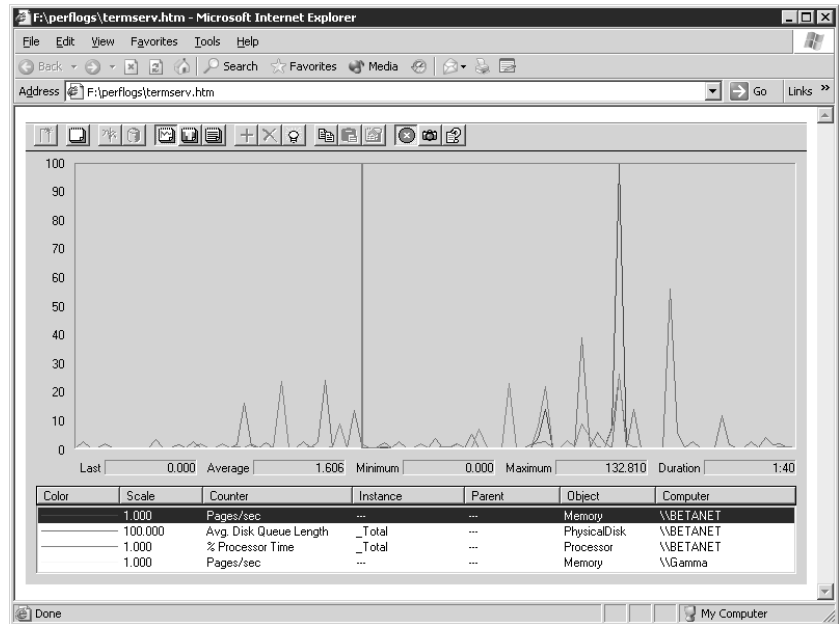 F:\perflogs\termserv.htm - Microsoft Internet Explorer
File Edit View Favorites Tools Help
Back Search Favorites Media
Address F:\perflogs\termserv.htm Go Links »
100
90
80
70
60
50
40
30
20
10
0
Last 0.000 Average 1.606 Minimum 0.000 Maximum 132.810 Duration 1:40
Color Scale Counter Instance Parent Object Computer
1.000 Pages/sec --- --- Memory \\BETANET
100.000 Avg. Disk Queue Length _Total --- PhysicalDisk \\BETANET
1.000 % Processor Time _Total --- Processor \\BETANET
1.000 Pages/sec --- --- Memory \\Gamma
Done My Computer